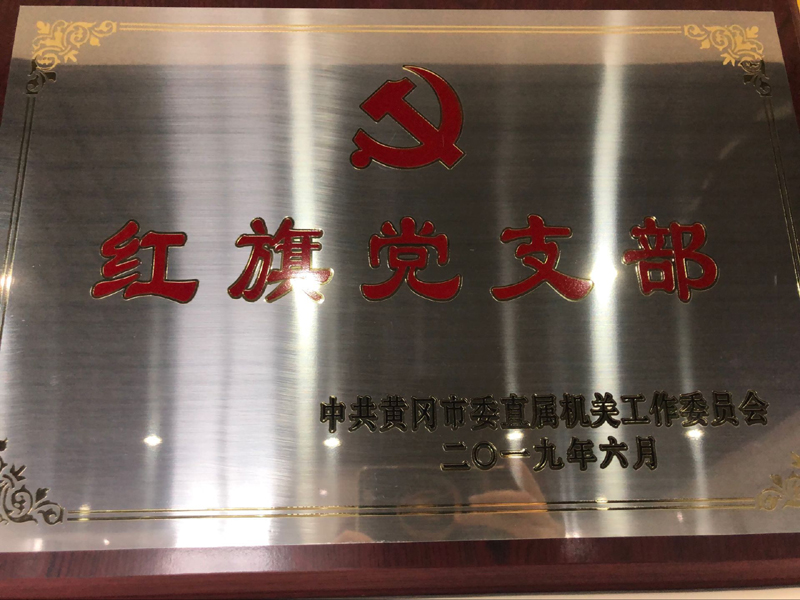 红旗党支部
中共黄冈市委直属机关工作委员会
二〇一九年六月